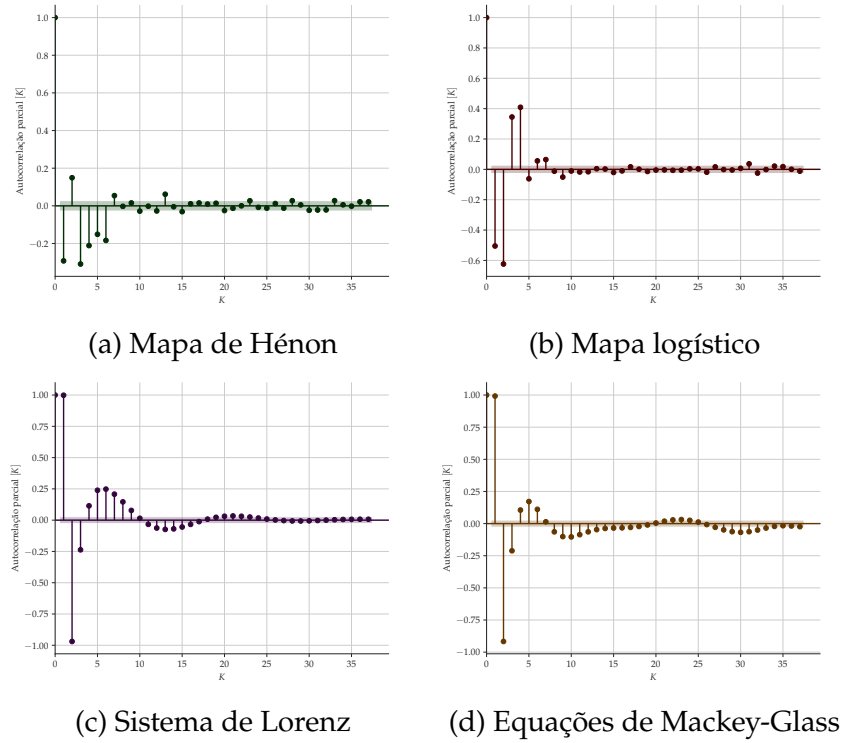 1.0
0.8
0.6
0.4
0.2
0.0
−0.2
Autocorrelação parcial [K]
0 5 10 15 20 25 30 35
K
(a) Mapa de Hénon
1.0
0.8
0.6
0.4
0.2
0.0
−0.2
−0.4
−0.6
Autocorrelação parcial [K]
0 5 10 15 20 25 30 35
K
(b) Mapa logístico
1.00
0.75
0.50
0.25
0.00
−0.25
−0.50
−0.75
−1.00
Autocorrelação parcial [K]
0 5 10 15 20 25 30 35
K
(c) Sistema de Lorenz
1.00
0.75
0.50
0.25
0.00
−0.25
−0.50
−0.75
−1.00
Autocorrelação parcial [K]
0 5 10 15 20 25 30 35
K
(d) Equações de Mackey-Glass